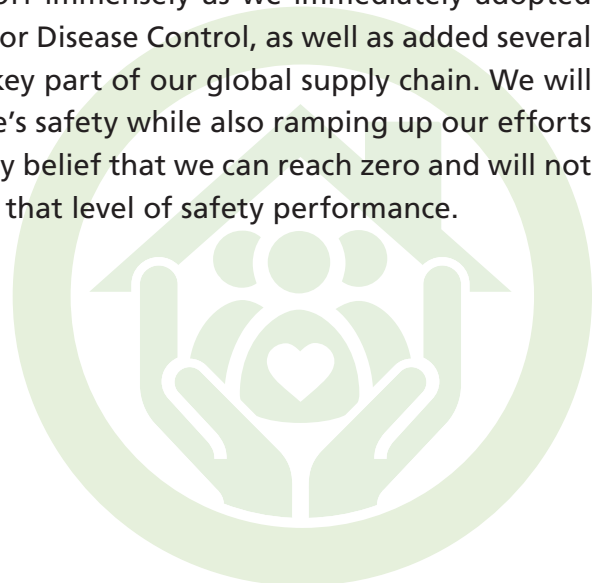 immensely as we immediately adopted
or Disease Control, as well as added several
key part of our global supply chain. We will
e’s safety while also ramping up our efforts
y belief that we can reach zero and will not
that level of safety performance.